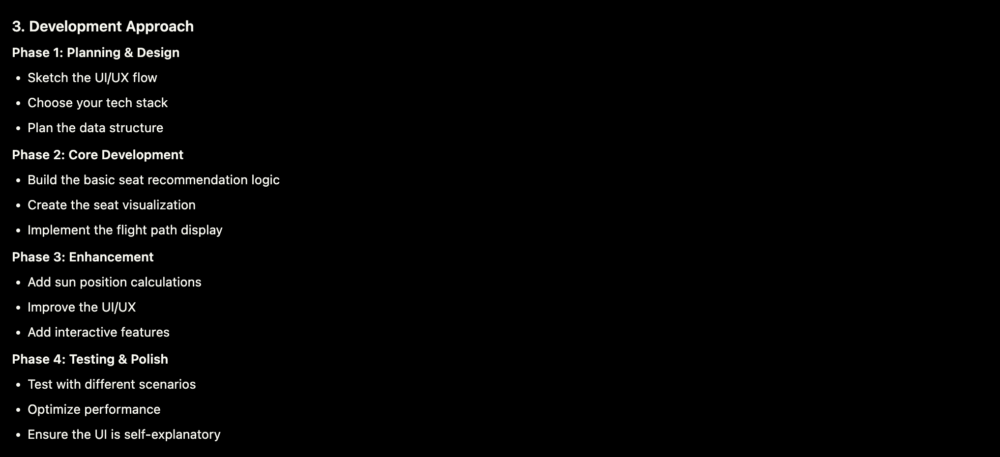 3. Development Approach
Phase 1: Planning & Design
• Sketch the UI/UX flow
• Choose your tech stack
• Plan the data structure
Phase 2: Core Development
• Build the basic seat recommendation logic
• Create the seat visualization
• Implement the flight path display
Phase 3: Enhancement
• Add sun position calculations
• Improve the UI/UX
• Add interactive features
Phase 4: Testing & Polish
• Test with different scenarios
• Optimize performance
• Ensure the UI is self-explanatory